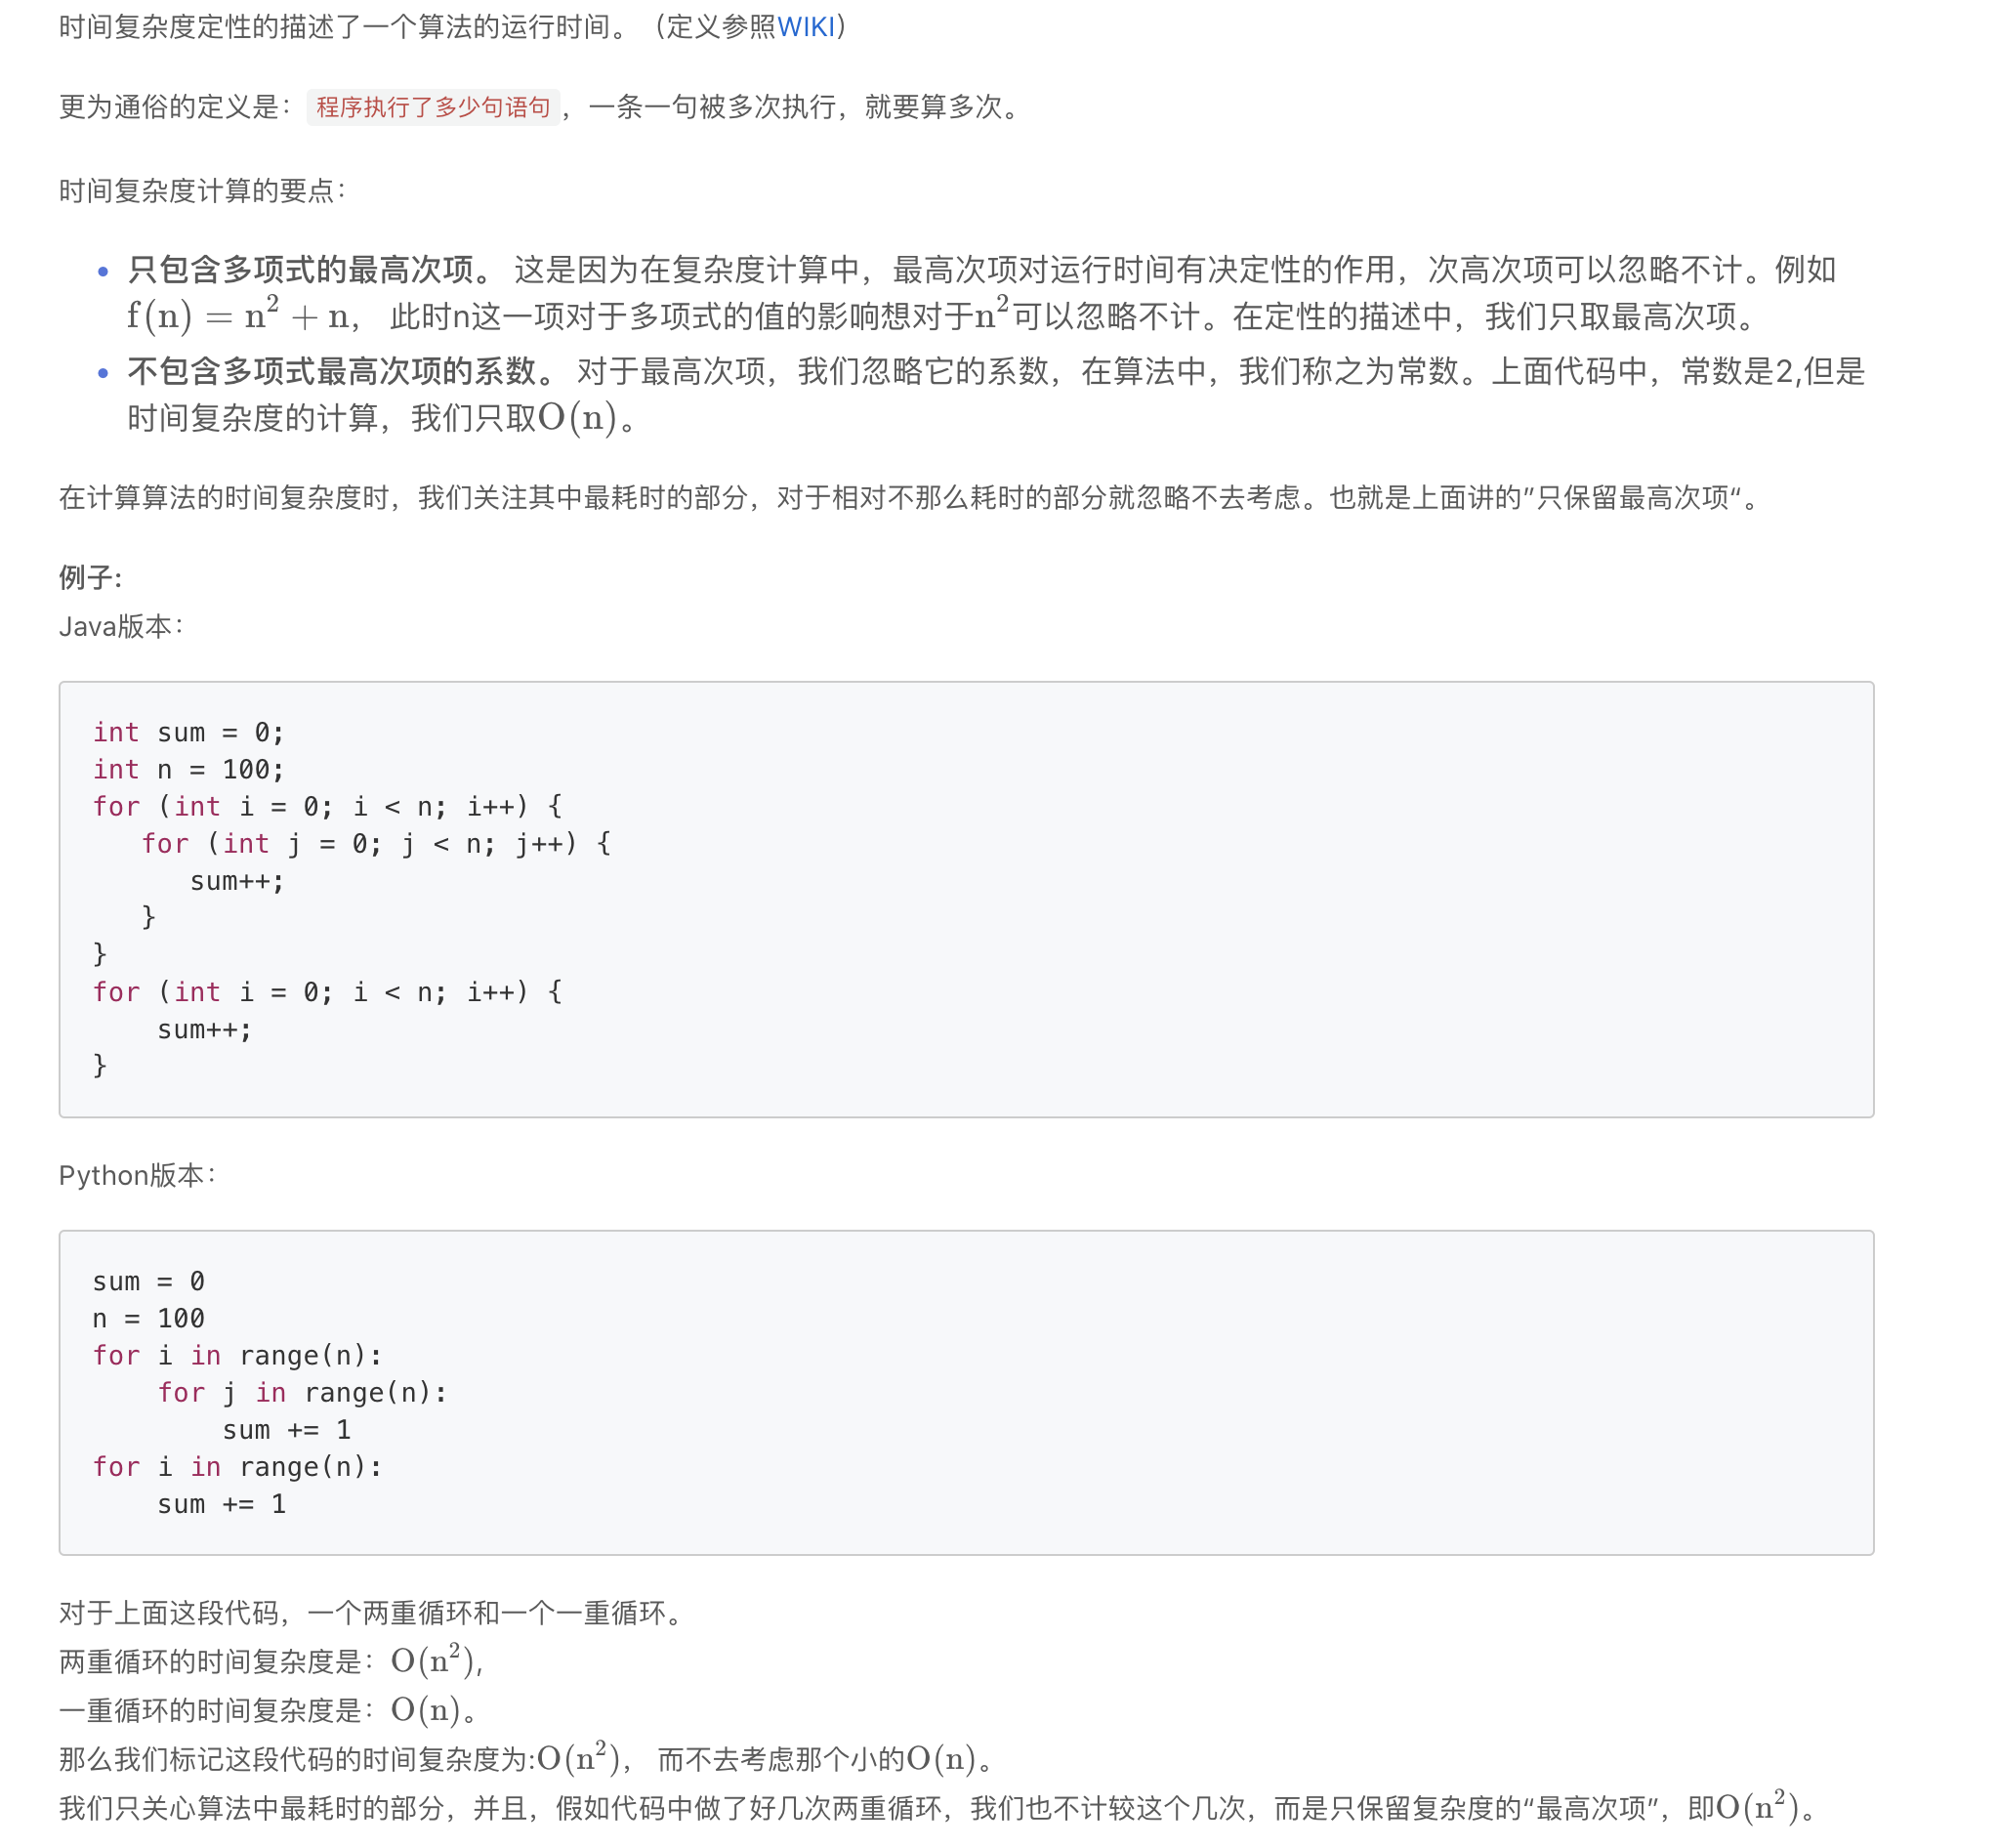 时间复杂度定性的描述了一个算法的运行时间。（定义参照WIKI）
更为通俗的定义是：程序执行了多少句语句，一条一句被多次执行，就要算多次。
时间复杂度计算的要点：
• 只包含多项式的最高次项。 这是因为在复杂度计算中，最高次项对运行时间有决定性的作用，次高次项可以忽略不计。例如
f(n) = n² + n， 此时n这一项对于多项式的值的影响想对于n²可以忽略不计。在定性的描述中，我们只取最高次项。
• 不包含多项式最高次项的系数。 对于最高次项，我们忽略它的系数，在算法中，我们称之为常数。上面代码中，常数是2,但是
时间复杂度的计算，我们只取O(n)。
在计算算法的时间复杂度时，我们关注其中最耗时的部分，对于相对不那么耗时的部分就忽略不去考虑。也就是上面讲的”只保留最高次项“。
例子:
Java版本：
int sum = 0;
int n = 100;
for (int i = 0; i < n; i++) {
   for (int j = 0; j < n; j++) {
      sum++;
   }
}
for (int i = 0; i < n; i++) {
    sum++;
}
Python版本：
sum = 0
n = 100
for i in range(n):
    for j in range(n):
        sum += 1
for i in range(n):
    sum += 1
对于上面这段代码，一个两重循环和一个一重循环。
两重循环的时间复杂度是：O(n²),
一重循环的时间复杂度是：O(n)。
那么我们标记这段代码的时间复杂度为:O(n²)， 而不去考虑那个小的O(n)。
我们只关心算法中最耗时的部分，并且，假如代码中做了好几次两重循环，我们也不计较这个几次，而是只保留复杂度的“最高次项”，即O(n²)。